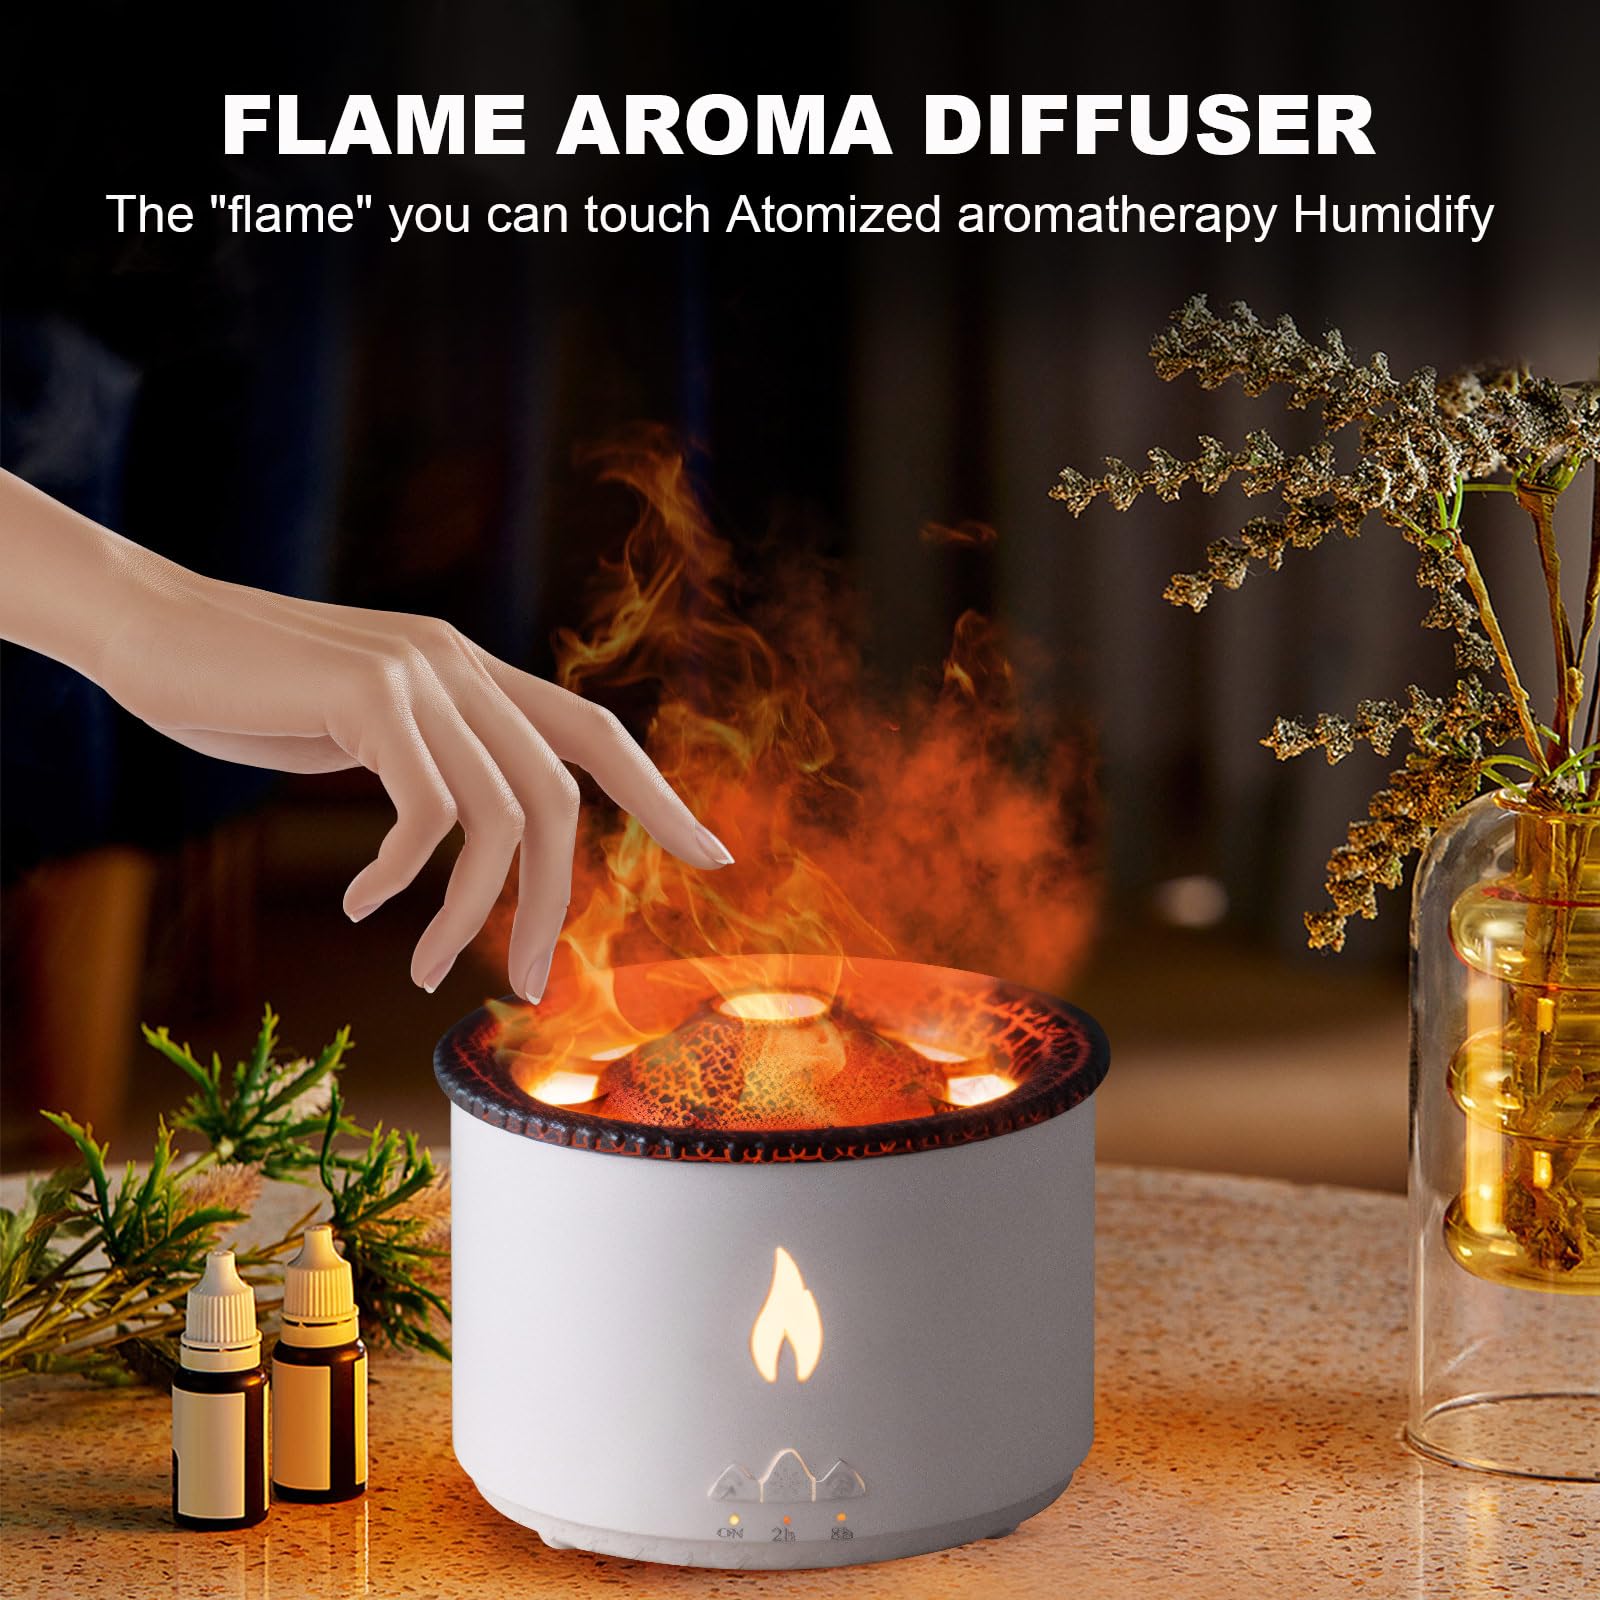 FLAME AROMA DIFFUSER
The "flame" you can touch Atomized aromatherapy Humidify
ON 2h 8h